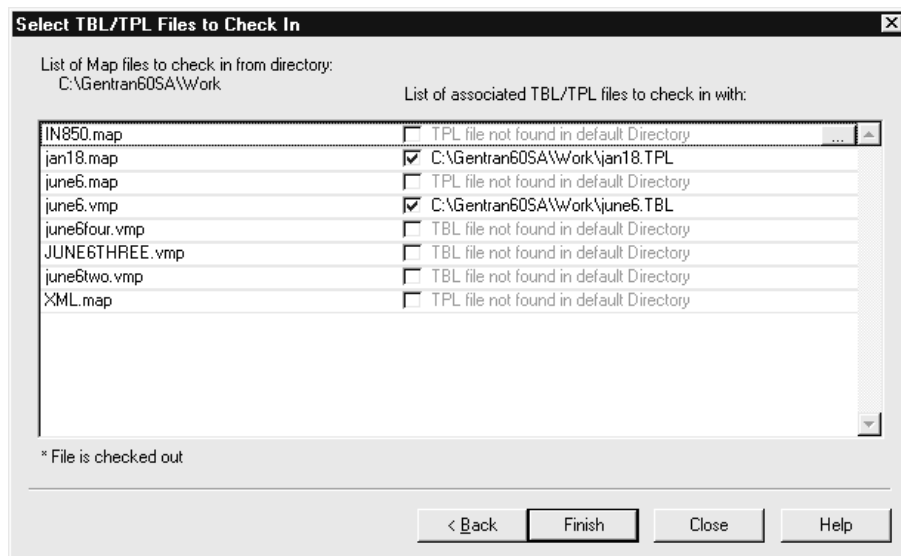 Select TBL/TPL Files to Check In
List of Map files to check in from directory:
C:\Gentran60SA\Work
List of associated TBL/TPL files to check in with:
IN850.map TPL file not found in default Directory ...
jan18.map C:\Gentran60SA\Work\jan18.TPL
june6.map TPL file not found in default Directory
june6.vmp C:\Gentran60SA\Work\june6.TBL
june6four.vmp TBL file not found in default Directory
JUNE6THREE.vmp TBL file not found in default Directory
june6two.vmp TBL file not found in default Directory
XML.map TPL file not found in default Directory
* File is checked out
< Back Finish Close Help